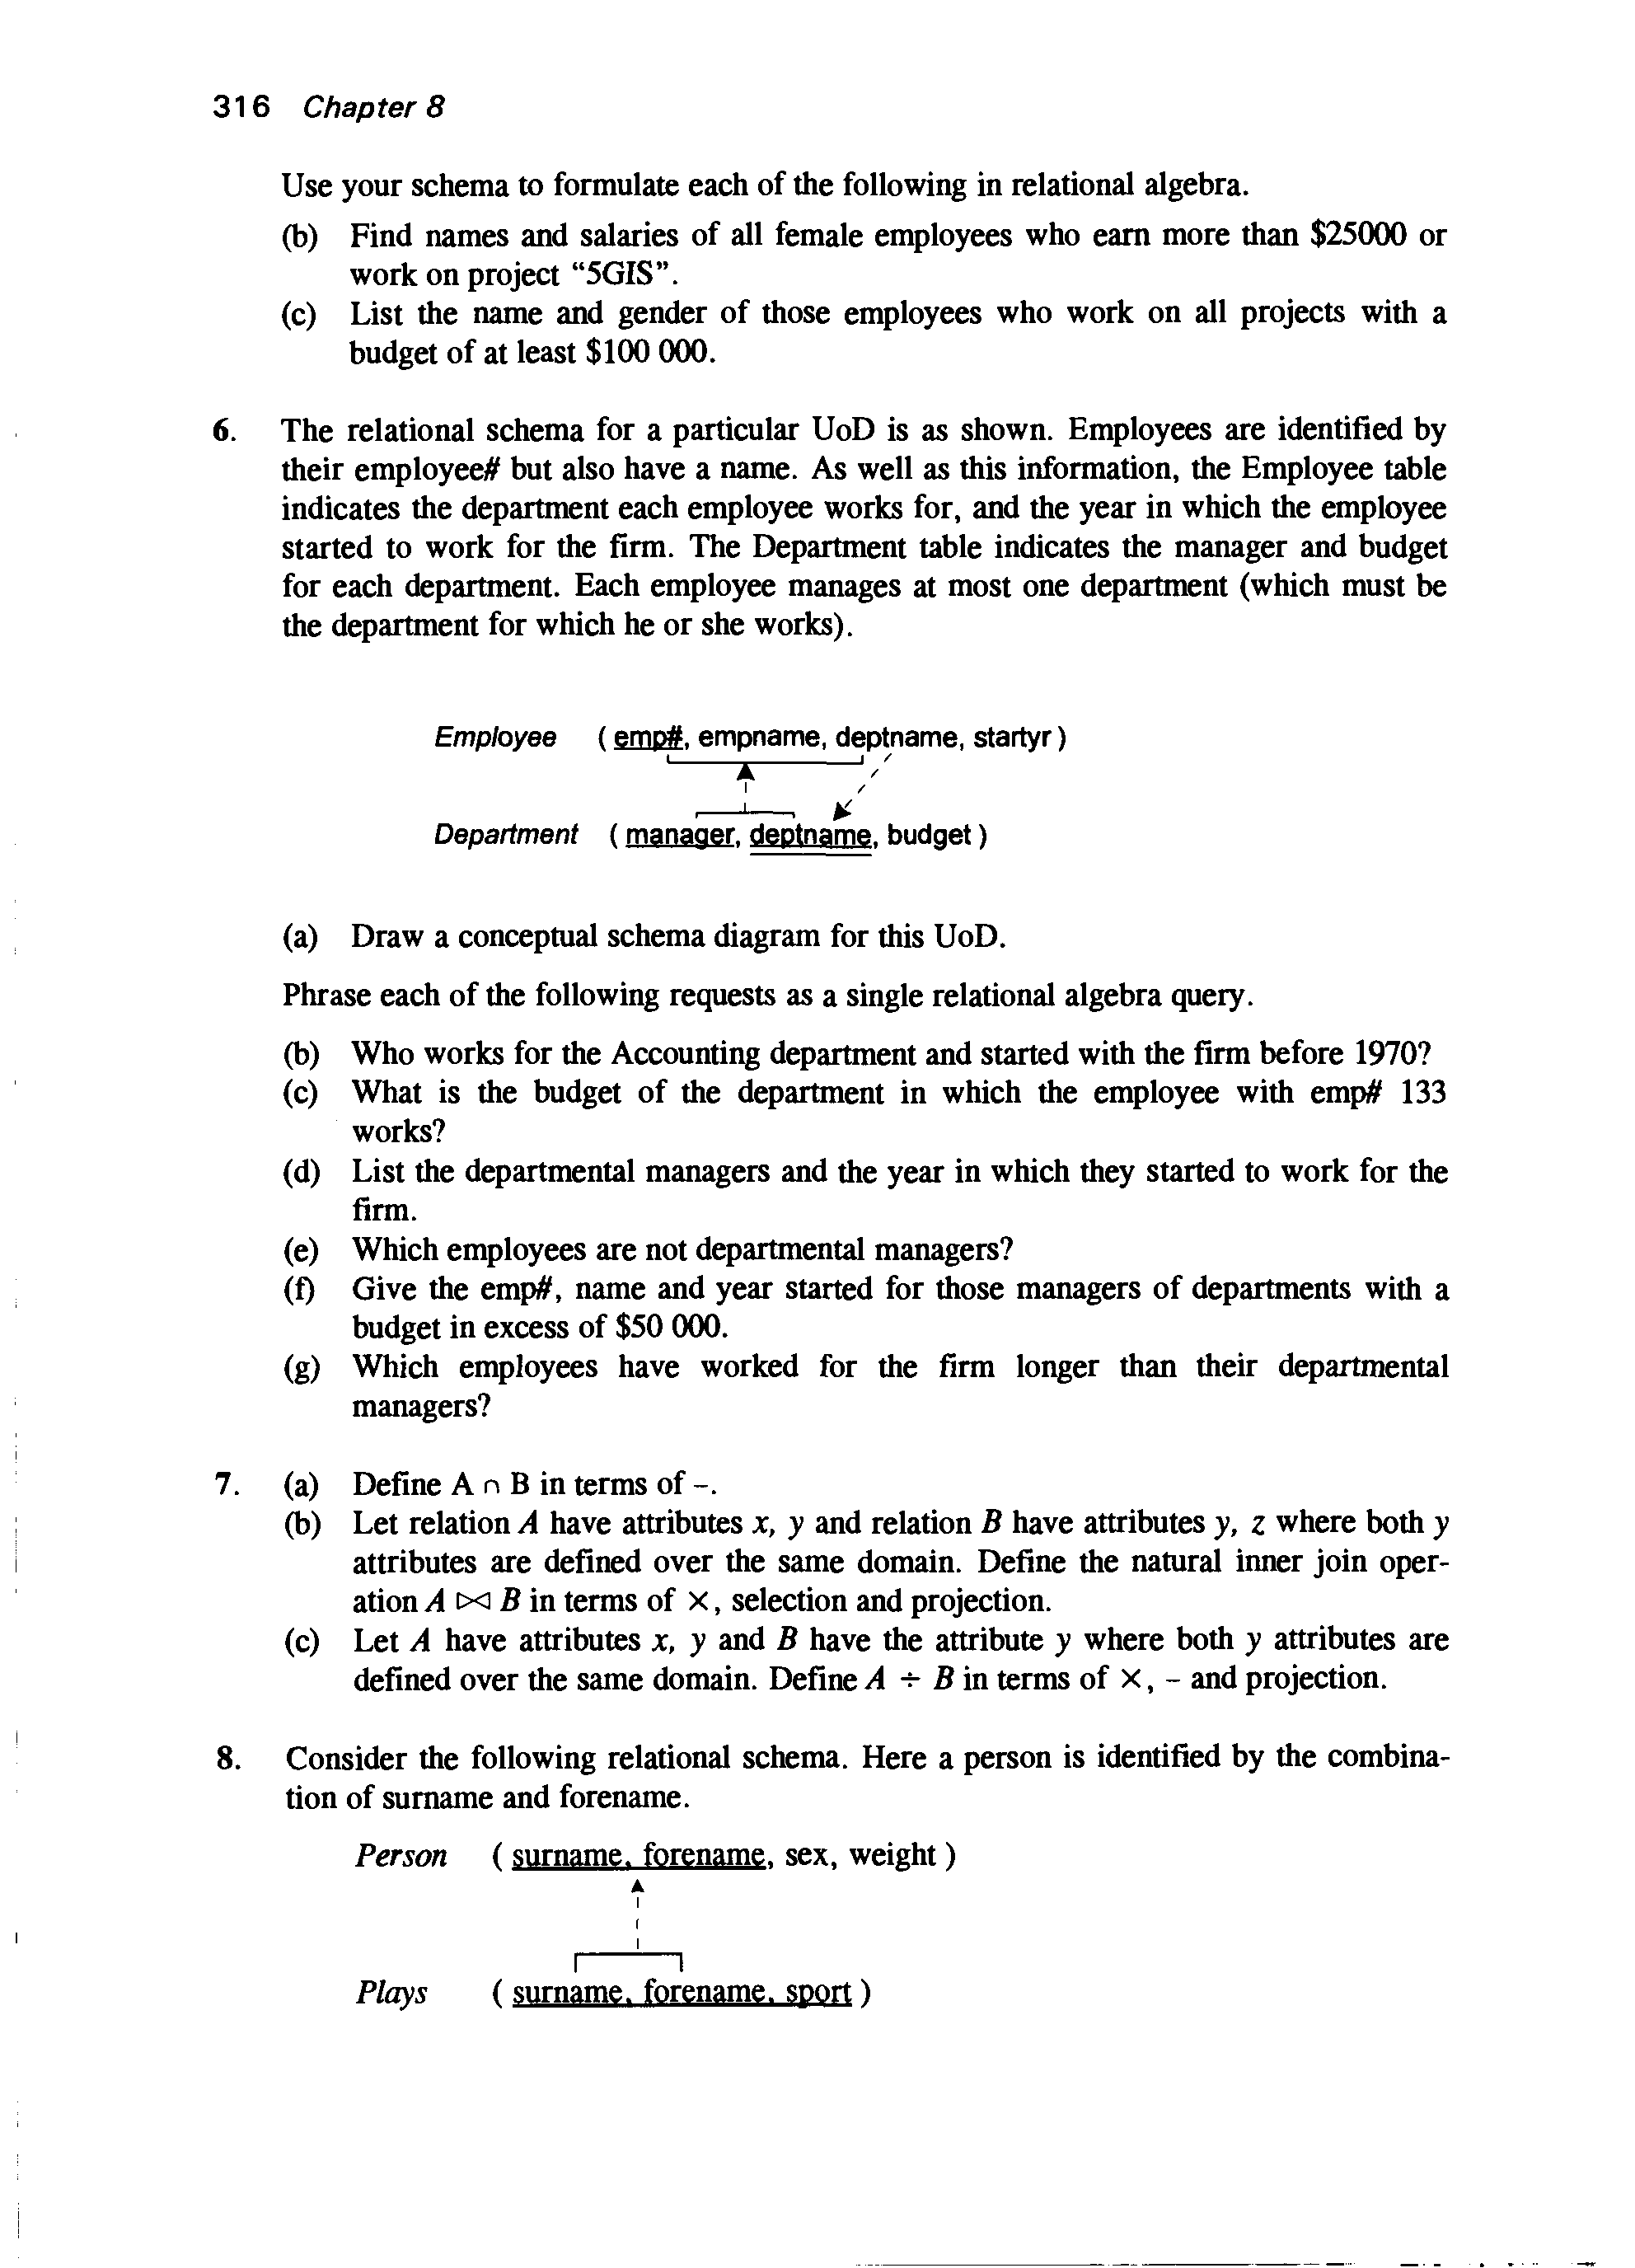 316 Chapter 8
Use your schema to formulate each of the following in relational algebra.
(b) Find names and salaries of all female employees who earn more than $25000 or
work on project “5GIS”.
(c) List the name and gender of those employees who work on all projects with a
budget of at least $100 000.
6. The relational schema for a particular UoD is as shown. Employees are identified by
their employee# but also have a name. As well as this information, the Employee table
indicates the department each employee works for, and the year in which the employee
started to work for the firm. The Department table indicates the manager and budget
for each department. Each employee manages at most one department (which must be
the department for which he or she works).
Employee ( emp#, empname, deptname, startyr )
Department ( manager, deptname, budget )
(a) Draw a conceptual schema diagram for this UoD.
Phrase each of the following requests as a single relational algebra query.
(b) Who works for the Accounting department and started with the firm before 1970?
(c) What is the budget of the department in which the employee with emp# 133
works?
(d) List the departmental managers and the year in which they started to work for the
firm.
(e) Which employees are not departmental managers?
(f) Give the emp#, name and year started for those managers of departments with a
budget in excess of $50 000.
(g) Which employees have worked for the firm longer than their departmental
managers?
7. (a) Define A ∩ B in terms of –.
(b) Let relation A have attributes x, y and relation B have attributes y, z where both y
attributes are defined over the same domain. Define the natural inner join oper-
ation A ⋈ B in terms of ×, selection and projection.
(c) Let A have attributes x, y and B have the attribute y where both y attributes are
defined over the same domain. Define A ÷ B in terms of ×, – and projection.
8. Consider the following relational schema. Here a person is identified by the combina-
tion of surname and forename.
Person ( surname, forename, sex, weight )
Plays ( surname, forename, sport )